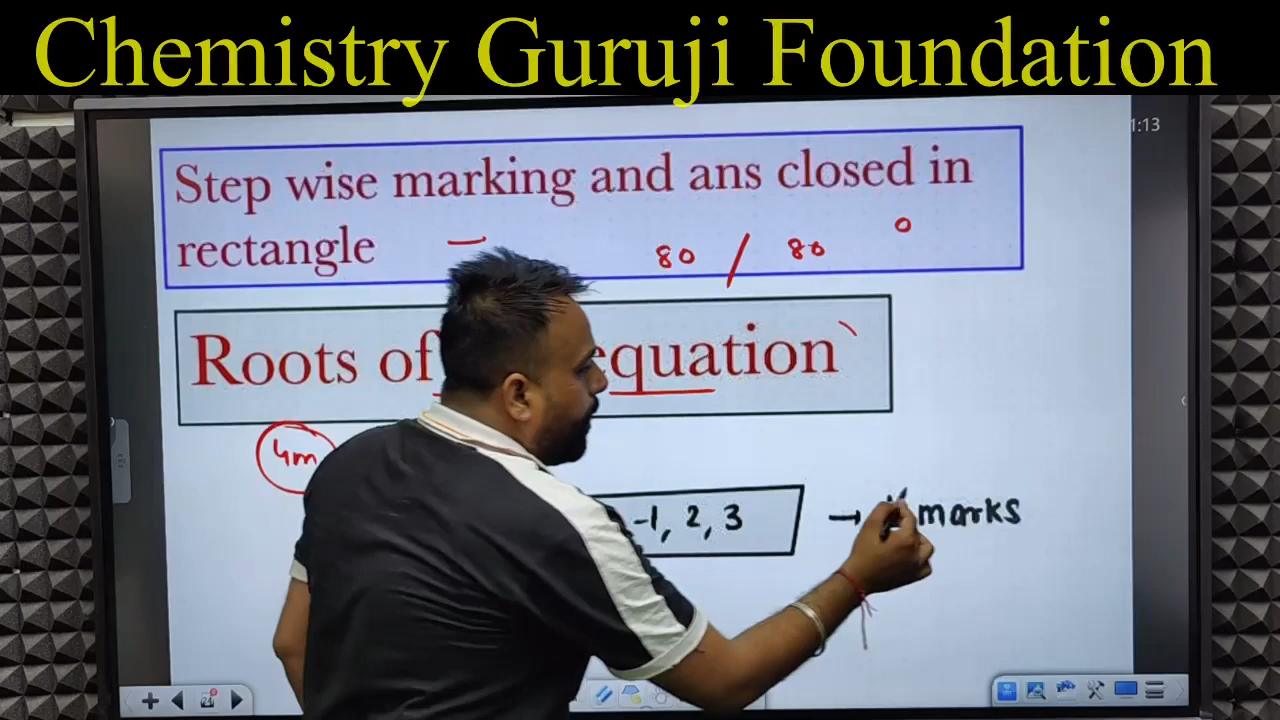 Chemistry Guruji Foundation
1:13
Step wise marking and ans closed in
rectangle
80 / 80
Roots of equation
4m
-1, 2, 3 → marks